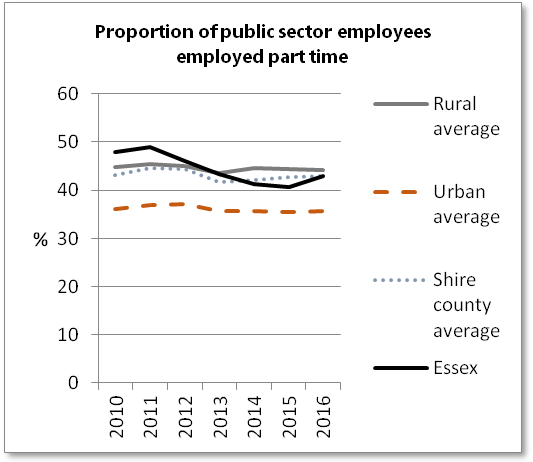 Proportion of public sector employees
employed part time
60
50
40
30
20
10
0
%
2010
2011
2012
2013
2014
2015
2016
Rural
average
Urban
average
Shire
county
average
Essex